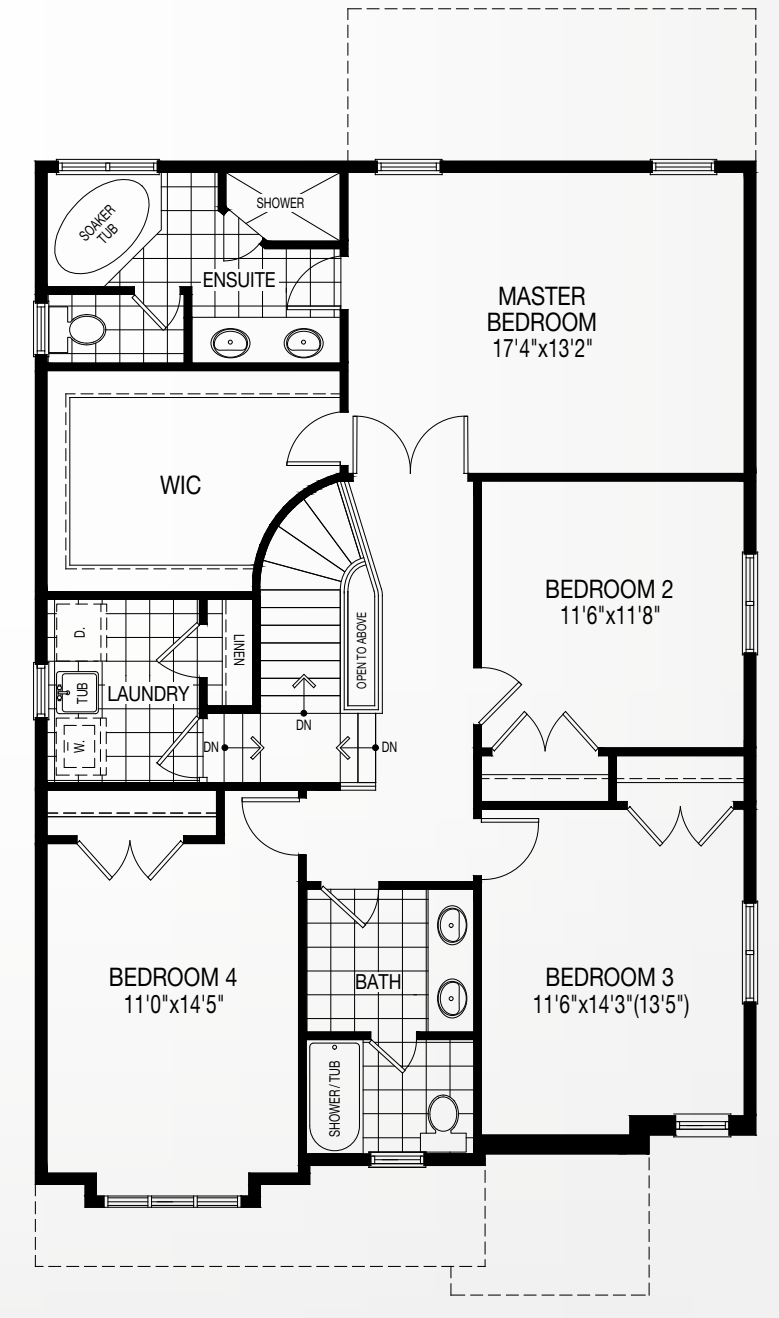 SHOWER
SOAKER
TUB
ENSUITE
MASTER
BEDROOM
17'4"x13'2"
WIC
BEDROOM 2
11'6"x11'8"
OPEN TO ABOVE
D.
LINEN
TUB
LAUNDRY
W.
DN
DN
DN
BEDROOM 4
11'0"x14'5"
BATH
BEDROOM 3
11'6"x14'3"(13'5")
SHOWER/TUB